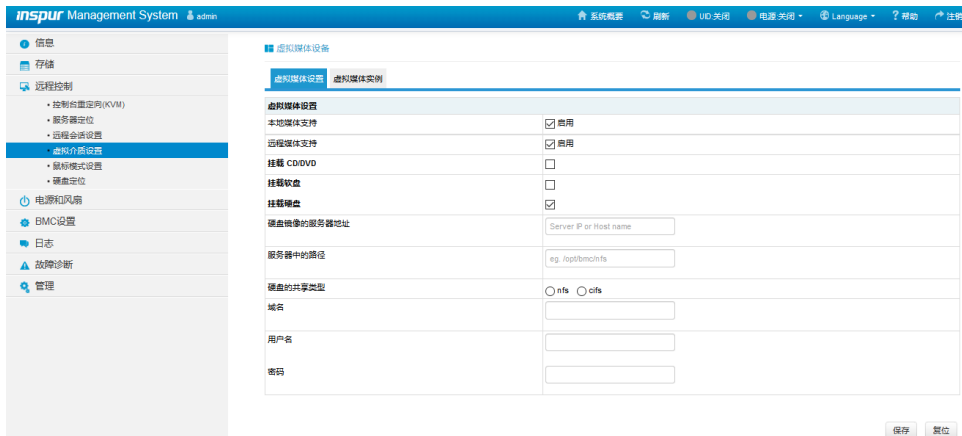 inspur Management System admin 系统概要 刷新 UID:关闭 电源:关闭 Language 帮助 注销
信息
存储
远程控制
• 控制台重定向(KVM)
• 服务器定位
• 远程会话设置
• 虚拟介质设置
• 鼠标模式设置
• 硬盘定位
电源和风扇
BMC设置
日志
故障诊断
管理
虚拟媒体设备
虚拟媒体设置 虚拟媒体实例
虚拟媒体设置
本地媒体支持 启用
远程媒体支持 启用
挂载 CD/DVD
挂载软盘
挂载硬盘
硬盘镜像的服务器地址 Server IP or Host name
服务器中的路径 eg. /opt/bmc/nfs
硬盘的共享类型 nfs cifs
域名
用户名
密码
保存 复位